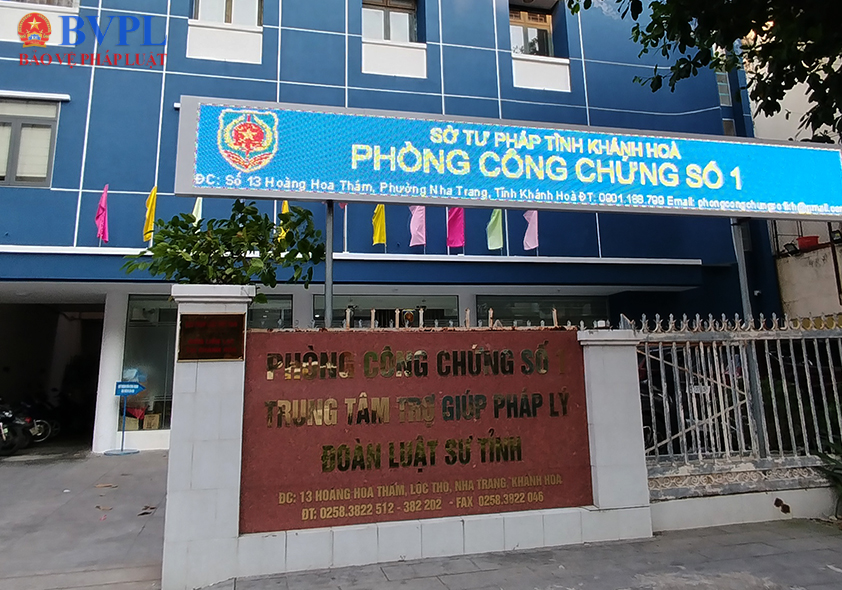 BVPL
BẢO VỆ PHÁP LUẬT
SỞ TƯ PHÁP TỈNH KHÁNH HOÀ
PHÒNG CÔNG CHỨNG SỐ 1
ĐC: Số 13 Hoàng Hoa Thám, Phường Nha Trang, Tỉnh Khánh Hoà ĐT: 0901.188.799 Email:
PHÒNG CÔNG CHỨNG SỐ 1
TRUNG TÂM TRỢ GIÚP PHÁP LÝ
ĐOÀN LUẬT SƯ TỈNH
ĐC: 13 HOÀNG HOA THÁM, LỘC THỌ, NHA TRANG, KHÁNH HÒA
ĐT: 0258.3822 512 - 382 202 - FAX 0258.3822 046